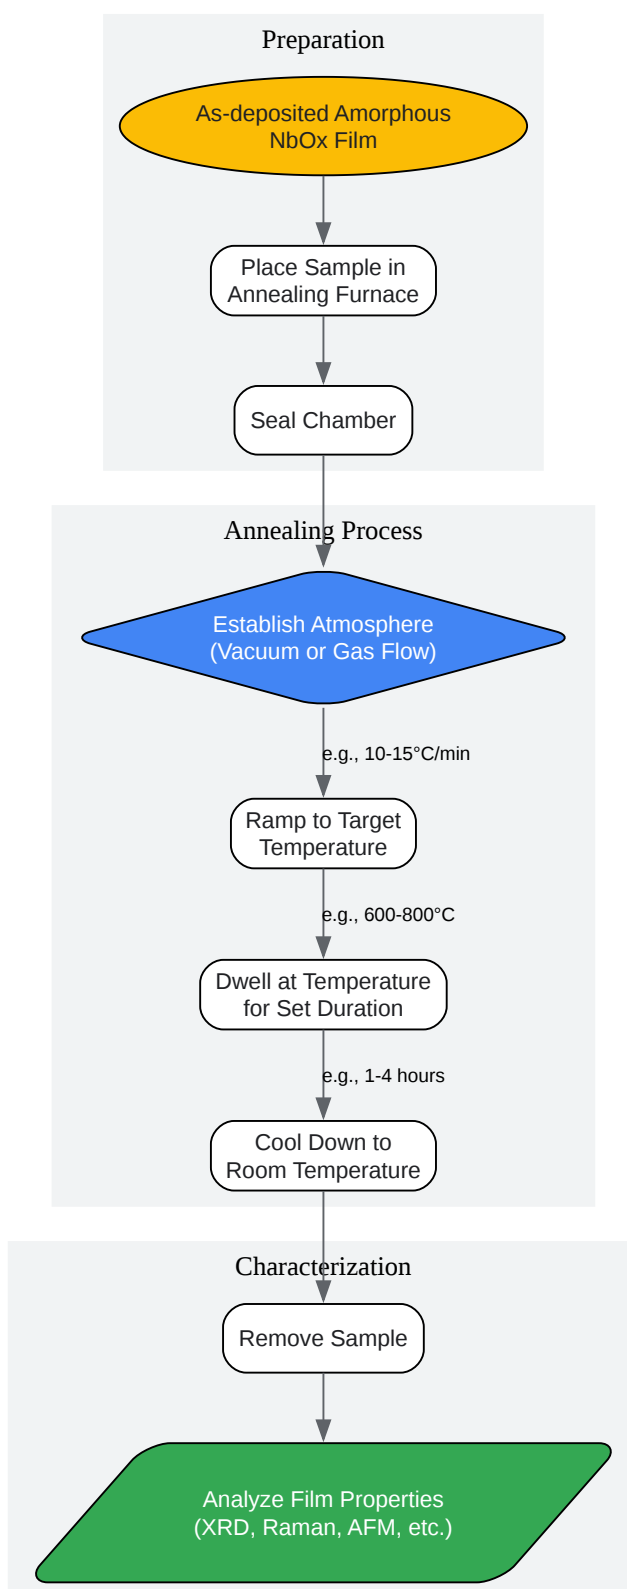 Preparation
As-deposited Amorphous
NbOx Film
Place Sample in
Annealing Furnace
Seal Chamber
Annealing Process
Establish Atmosphere
(Vacuum or Gas Flow)
e.g., 10-15°C/min
Ramp to Target
Temperature
e.g., 600-800°C
Dwell at Temperature
for Set Duration
e.g., 1-4 hours
Cool Down to
Room Temperature
Characterization
Remove Sample
Analyze Film Properties
(XRD, Raman, AFM, etc.)